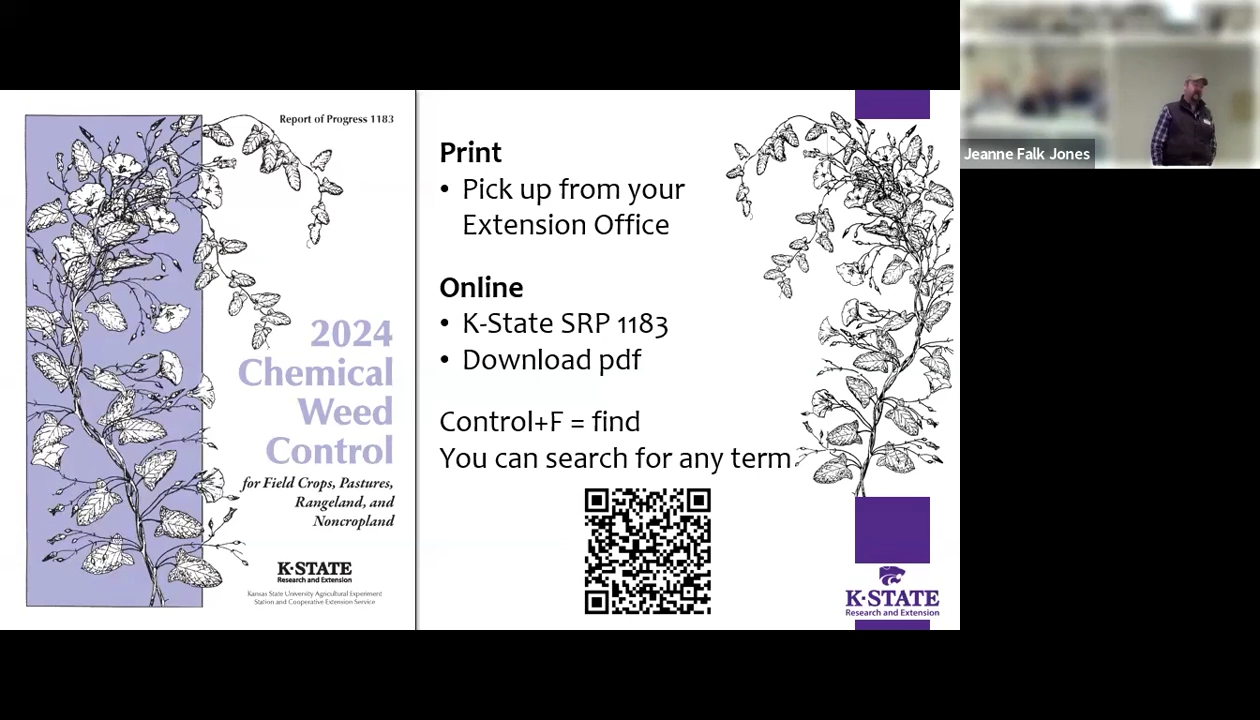 Report of Progress 1183
2024
Chemical
Weed
Control
for Field Crops, Pastures,
Rangeland, and
Noncropland
K·STATE
Research and Extension
Kansas State University Agricultural Experiment
Station and Cooperative Extension Service
Print
• Pick up from your
Extension Office
Online
• K-State SRP 1183
• Download pdf
Control+F = find
You can search for any term.
K·STATE
Research and Extension
Jeanne Falk Jones